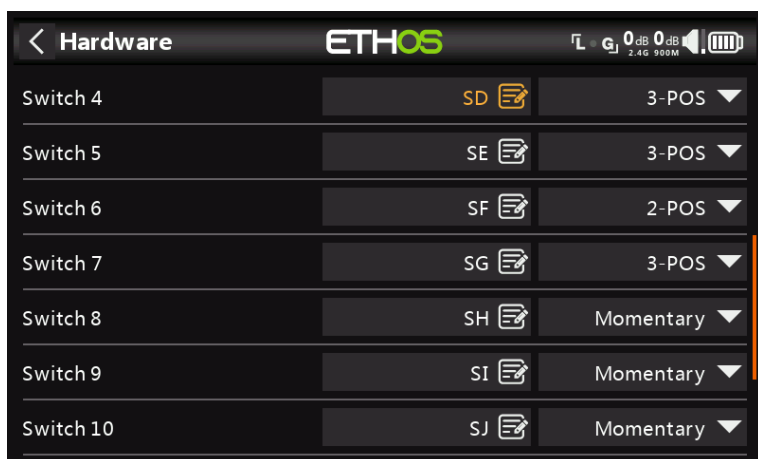 Hardware ETHOS L G 0dB 0dB
2.4G 900M
Switch 4 SD 3-POS
Switch 5 SE 3-POS
Switch 6 SF 2-POS
Switch 7 SG 3-POS
Switch 8 SH Momentary
Switch 9 SI Momentary
Switch 10 SJ Momentary